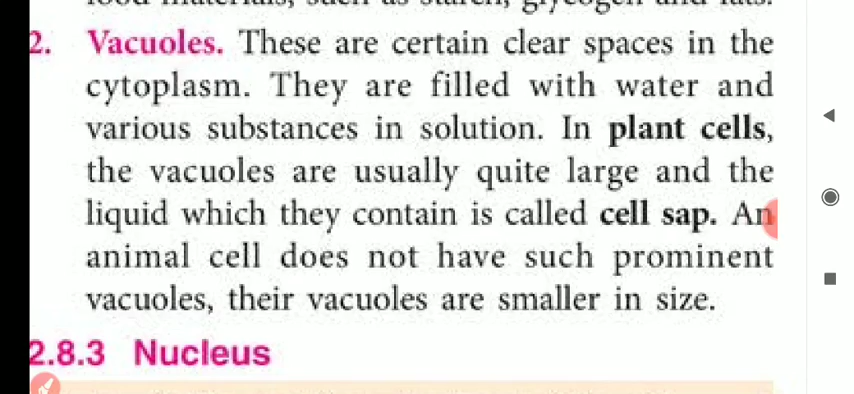 2. Vacuoles. These are certain clear spaces in the
cytoplasm. They are filled with water and
various substances in solution. In plant cells,
the vacuoles are usually quite large and the
liquid which they contain is called cell sap. An
animal cell does not have such prominent
vacuoles, their vacuoles are smaller in size.
2.8.3 Nucleus